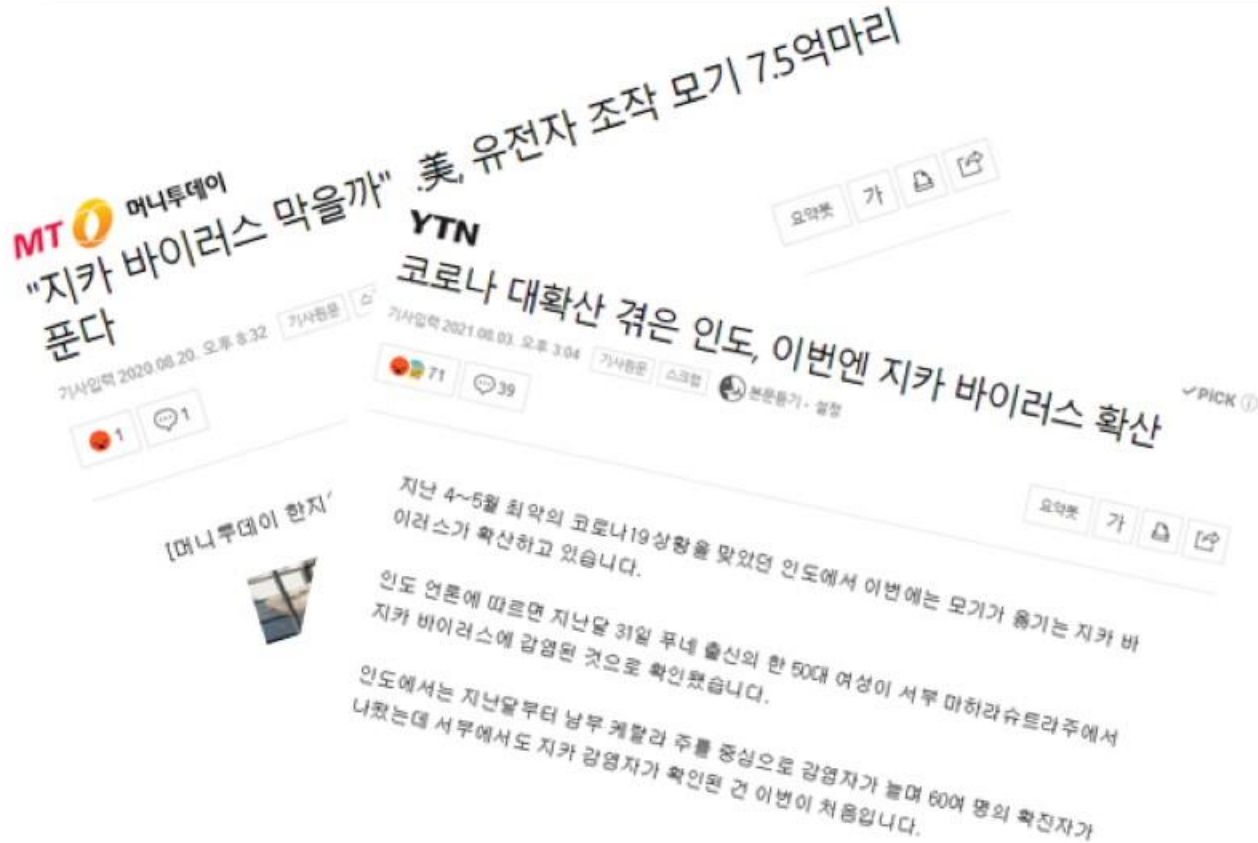 MT 머니투데이
"지카 바이러스 막을까" .美, 유전자 조작 모기 7.5억마리
푼다
기사입력 2020.08.20. 오후 8:32 기사원문
1 1
요약봇 가
[머니투데이 한지
YTN
코로나 대확산 겪은 인도, 이번엔 지카 바이러스 확산
PICK
기사입력 2021.08.03. 오후 3:04 기사원문 스크랩 본문듣기 · 설정
71 39
요약봇 가
지난 4~5월 최악의 코로나19 상황을 맞았던 인도에서 이번에는 모기가 옮기는 지카 바
이러스가 확산하고 있습니다.
인도 언론에 따르면 지난달 31일 푸네 출신의 한 50대 여성이 서부 마하라슈트라주에서
지카 바이러스에 감염된 것으로 확인됐습니다.
인도에서는 지난달부터 남부 케랄라 주를 중심으로 감염자가 늘며 60여 명의 확진자가
나왔는데 서부에서도 지카 감염자가 확인된 건 이번이 처음입니다.